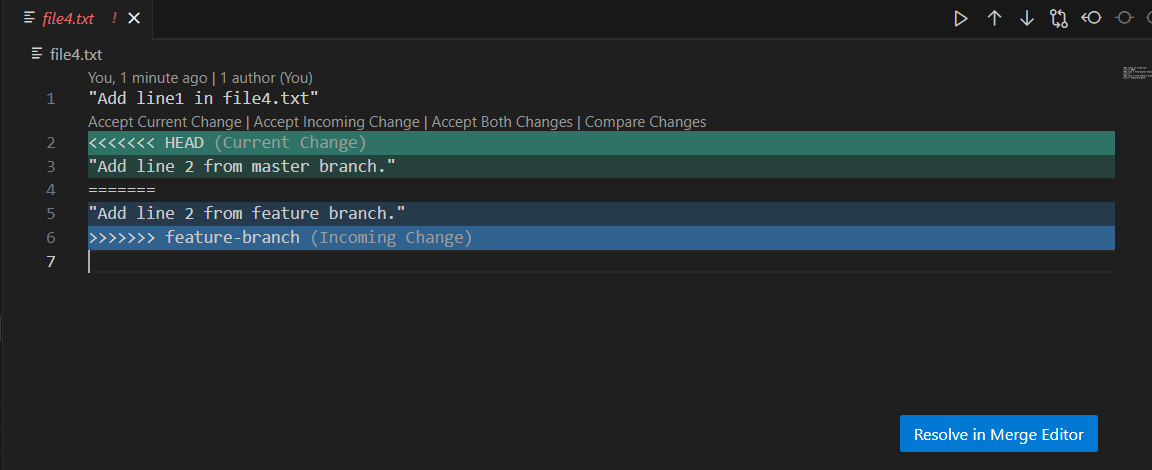 file4.txt !
file4.txt
You, 1 minute ago | 1 author (You)
1 "Add line1 in file4.txt"
Accept Current Change | Accept Incoming Change | Accept Both Changes | Compare Changes
2 <<<<<<< HEAD (Current Change)
3 "Add line 2 from master branch."
4 =======
5 "Add line 2 from feature branch."
6 >>>>>>> feature-branch (Incoming Change)
7
Resolve in Merge Editor